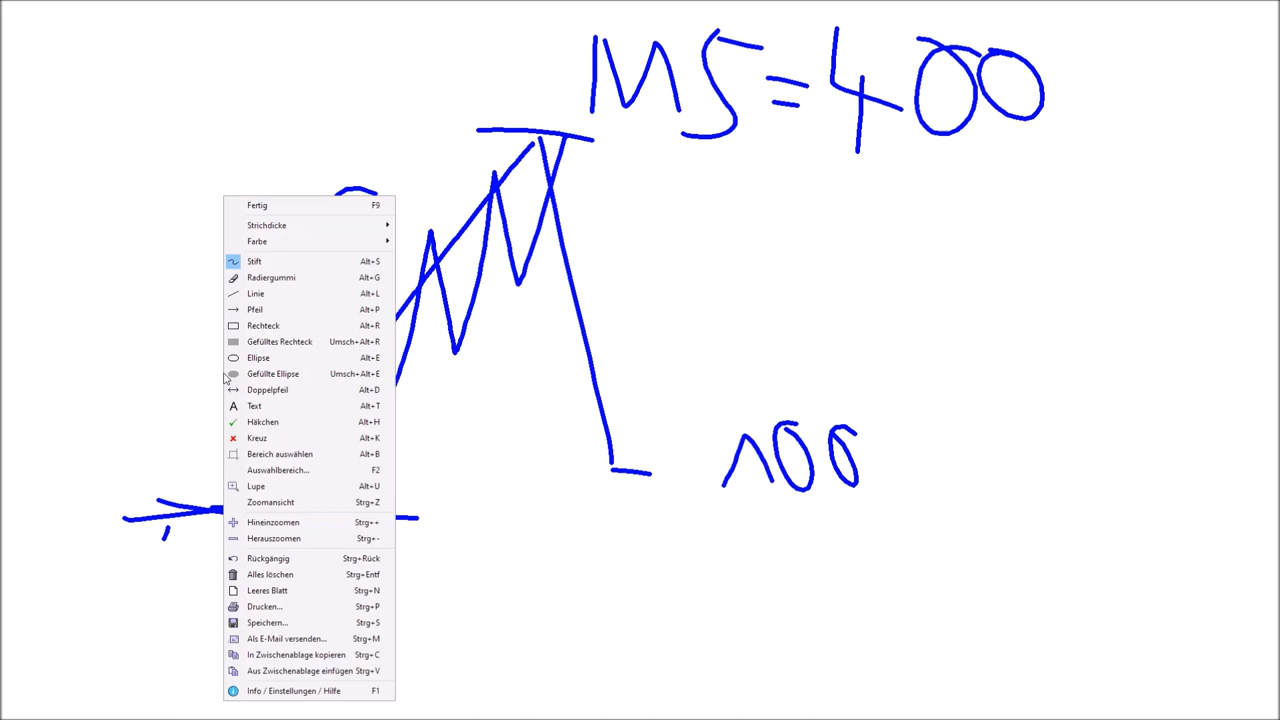 M5=400
Fertig F9
Strichdicke
Farbe
Stift Alt+S
Radiergummi Alt+G
Linie Alt+L
Pfeil Alt+P
Rechteck Alt+R
Gefülltes Rechteck Umsch+Alt+R
Ellipse Alt+E
Gefüllte Ellipse Umsch+Alt+E
Doppelpfeil Alt+D
Text Alt+T
Häkchen Alt+H
Kreuz Alt+K
Bereich auswählen Alt+B
Auswahlbereich... F2
Lupe Alt+U
Zoomansicht Strg+Z
Hineinzoomen Strg++
Herauszoomen Strg+-
Rückgängig Strg+Rück
Alles löschen Strg+Entf
Leeres Blatt Strg+N
Drucken... Strg+P
Speichern... Strg+S
Als E-Mail versenden... Strg+M
In Zwischenablage kopieren Strg+C
Aus Zwischenablage einfügen Strg+V
Info / Einstellungen / Hilfe F1
100